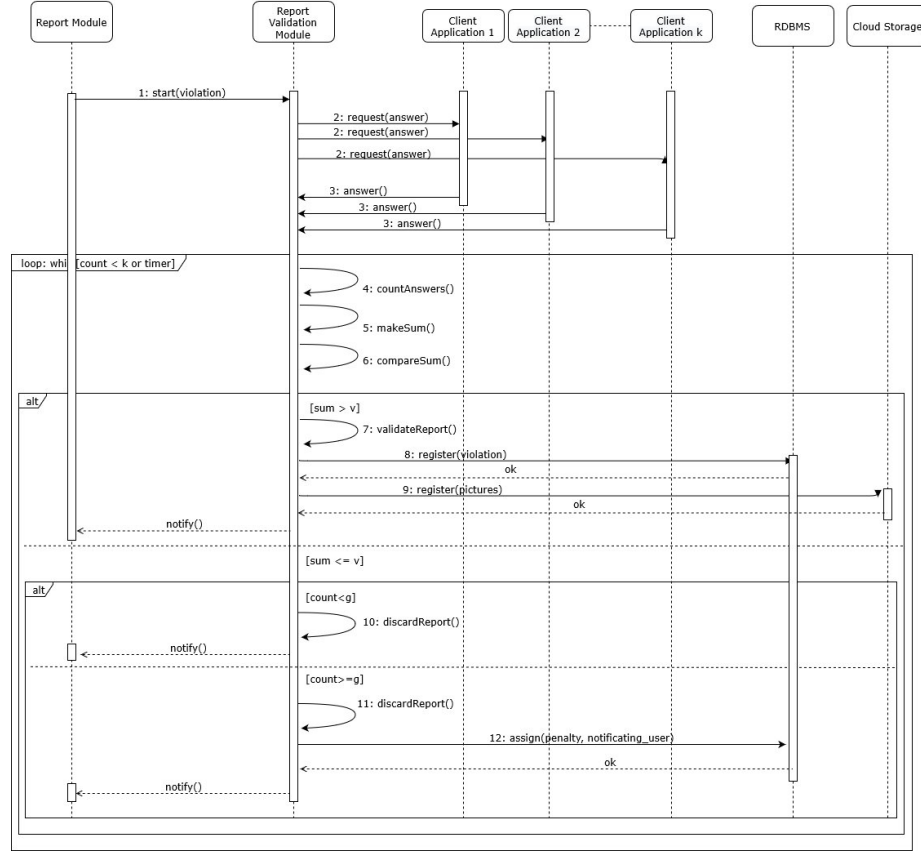 Report Module
Report
Validation
Module
Client
Application 1
Client
Application 2
Client
Application k
RDBMS
Cloud Storage
1: start(violation)
2: request(answer)
2: request(answer)
2: request(answer)
3: answer()
3: answer()
3: answer()
loop: whi [count < k or timer]
4: countAnswers()
5: makeSum()
6: compareSum()
alt
[sum > v]
7: validateReport()
8: register(violation)
ok
9: register(pictures)
ok
notify()
[sum <= v]
alt
[count<g]
10: discardReport()
notify()
[count>=g]
11: discardReport()
12: assign(penalty, notificating_user)
ok
notify()